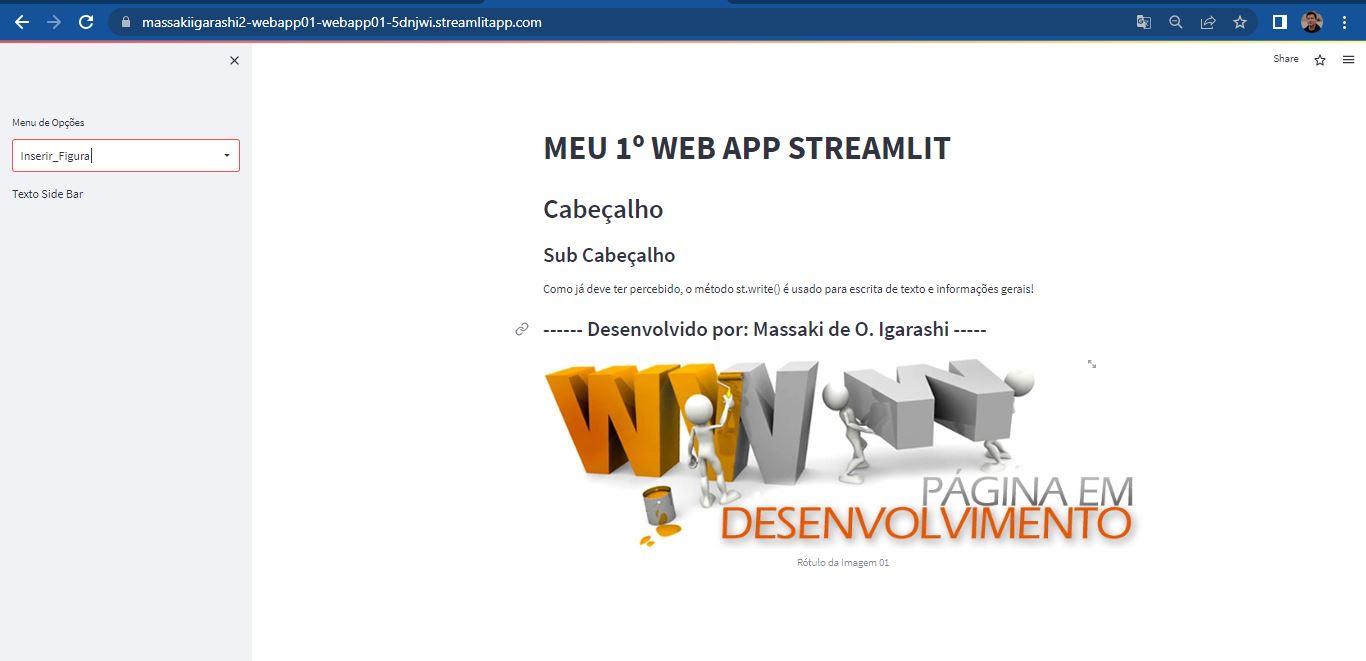 massakiigarashi2-webapp01-webapp01-5dnjwi.streamlitapp.com
Share
Menu de Opções
Inserir_Figura
Texto Side Bar
MEU 1º WEB APP STREAMLIT
Cabeçalho
Sub Cabeçalho
Como já deve ter percebido, o método st.write() é usado para escrita de texto e informações gerais!
------ Desenvolvido por: Massaki de O. Igarashi -----
WWW
PÁGINA EM
DESENVOLVIMENTO
Rótulo da Imagem 01